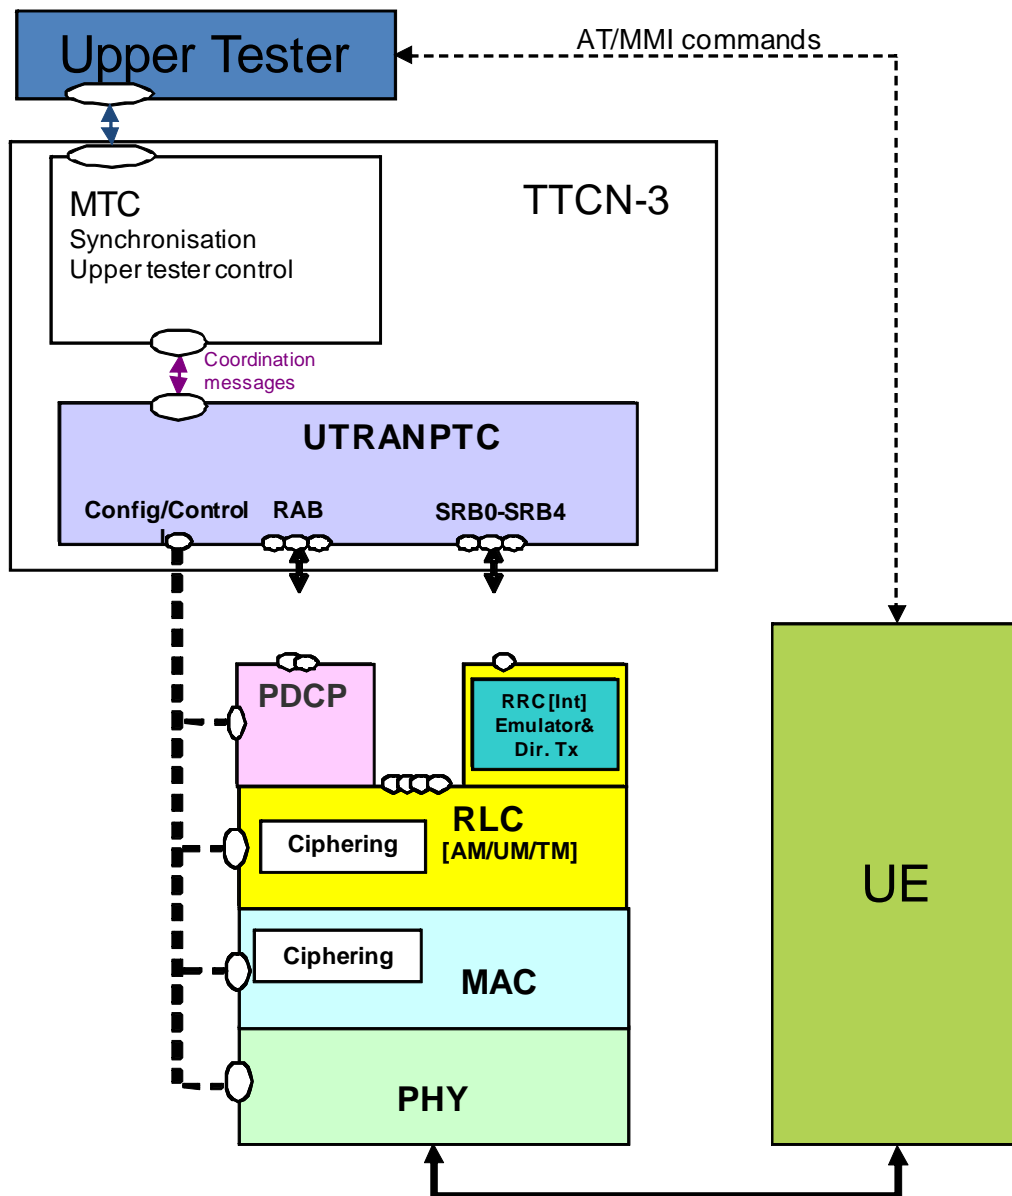 Upper Tester
AT/MMI commands
TTCN-3
MTC
Synchronisation
Upper tester control
Coordination
messages
UTRANPTC
Config/Control
RAB
SRB0-SRB4
PDCP
RRC[Int]
Emulator&
Dir. Tx
RLC
[AM/UM/TM]
Ciphering
UE
Ciphering
MAC
PHY